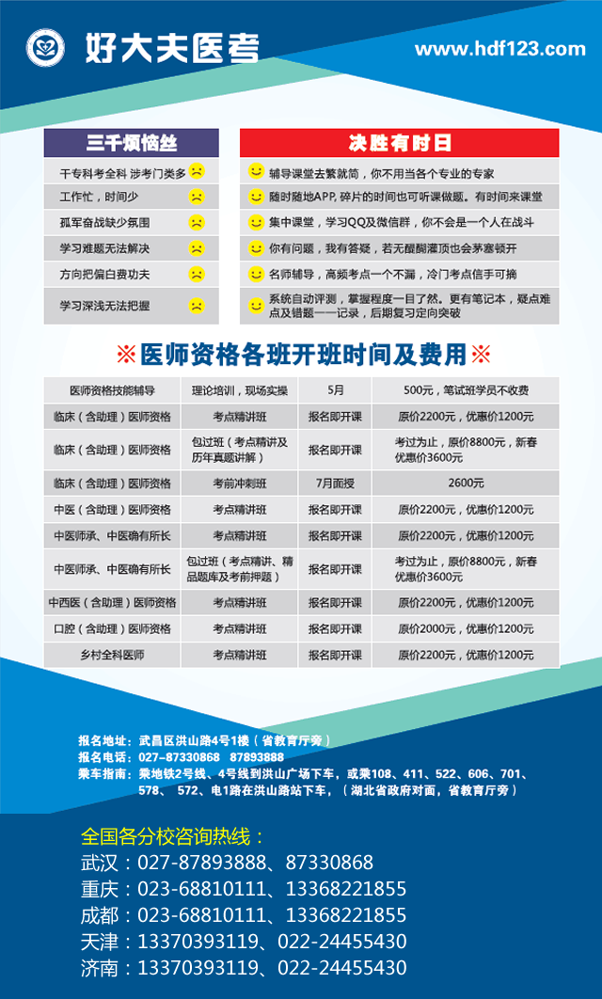 好大夫医考
www.hdf123.com
三千烦恼丝
决胜有时日
干专科考全科 涉考门类多
辅导课堂去繁就简，你不用当各个专业的专家
工作忙，时间少
随时随地APP, 碎片的时间也可听课做题。有时间来课堂
孤军奋战缺少氛围
集中课堂，学习QQ及微信群，你不会是一个人在战斗
学习难题无法解决
你有问题，我有答疑，若无醍醐灌顶也会茅塞顿开
方向把偏白费功夫
名师辅导，高频考点一个不漏，冷门考点信手可摘
学习深浅无法把握
系统自动评测，掌握程度一目了然。更有笔记本，疑点难
点及错题一一记录，后期复习定向突破
※医师资格各班开班时间及费用※
医师资格技能辅导 理论培训，现场实操 5月 500元，笔试班学员不收费
临床（含助理）医师资格 考点精讲班 报名即开课 原价2200元，优惠价1200元
临床（含助理）医师资格 包过班（考点精讲及 报名即开课 考过为止，原价8800元，新春
历年真题讲解） 优惠价3600元
临床（含助理）医师资格 考前冲刺班 7月面授 2600元
中医（含助理）医师资格 考点精讲班 报名即开课 原价2200元，优惠价1200元
中医师承、中医确有所长 考点精讲班 报名即开课 原价2200元，优惠价1200元
中医师承、中医确有所长 包过班（考点精讲、精 报名即开课 考过为止，原价8800元，新春
品题库及考前押题） 优惠价3600元
中西医（含助理）医师资格 考点精讲班 报名即开课 原价2200元，优惠价1200元
口腔（含助理）医师资格 考点精讲班 报名即开课 原价2000元，优惠价1200元
乡村全科医师 考点精讲班 报名即开课 原价2200元，优惠价1200元
报名地址：武昌区洪山路4号1楼（省教育厅旁）
报名电话：027-87330868 87893888
乘车指南：乘地铁2号线、4号线到洪山广场下车，或乘108、411、522、606、701、
578、 572、电1路在洪山路站下车，（湖北省政府对面，省教育厅旁）
全国各分校咨询热线：
武汉：027-87893888、87330868
重庆：023-68810111、13368221855
成都：023-68810111、13368221855
天津：13370393119、022-24455430
济南：13370393119、022-24455430